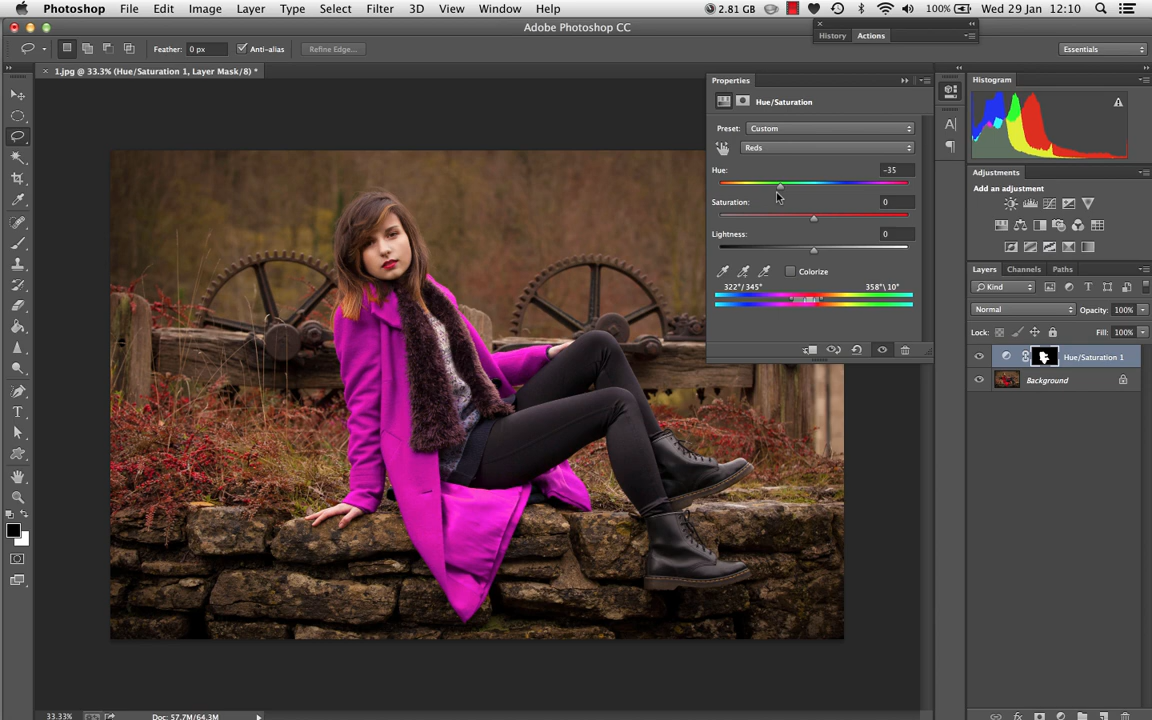 Photoshop File Edit Image Layer Type Select Filter 3D View Window Help 2.81 GB 100% Wed 29 Jan 12:10
Adobe Photoshop CC
History Actions
Feather: 0 px Anti-alias Refine Edge... Essentials
1.jpg @ 33.3% (Hue/Saturation 1, Layer Mask/8) *
Properties
Histogram
Hue/Saturation
Preset: Custom
Reds
Hue: -35
Saturation: 0
Lightness: 0
Colorize
322°/ 345° 358°\ 10°
Adjustments
Add an adjustment
Layers Channels Paths
Kind
Normal Opacity: 100%
Lock: Fill: 100%
Hue/Saturation 1
Background
33.33% Doc: 57.7M/64.3M